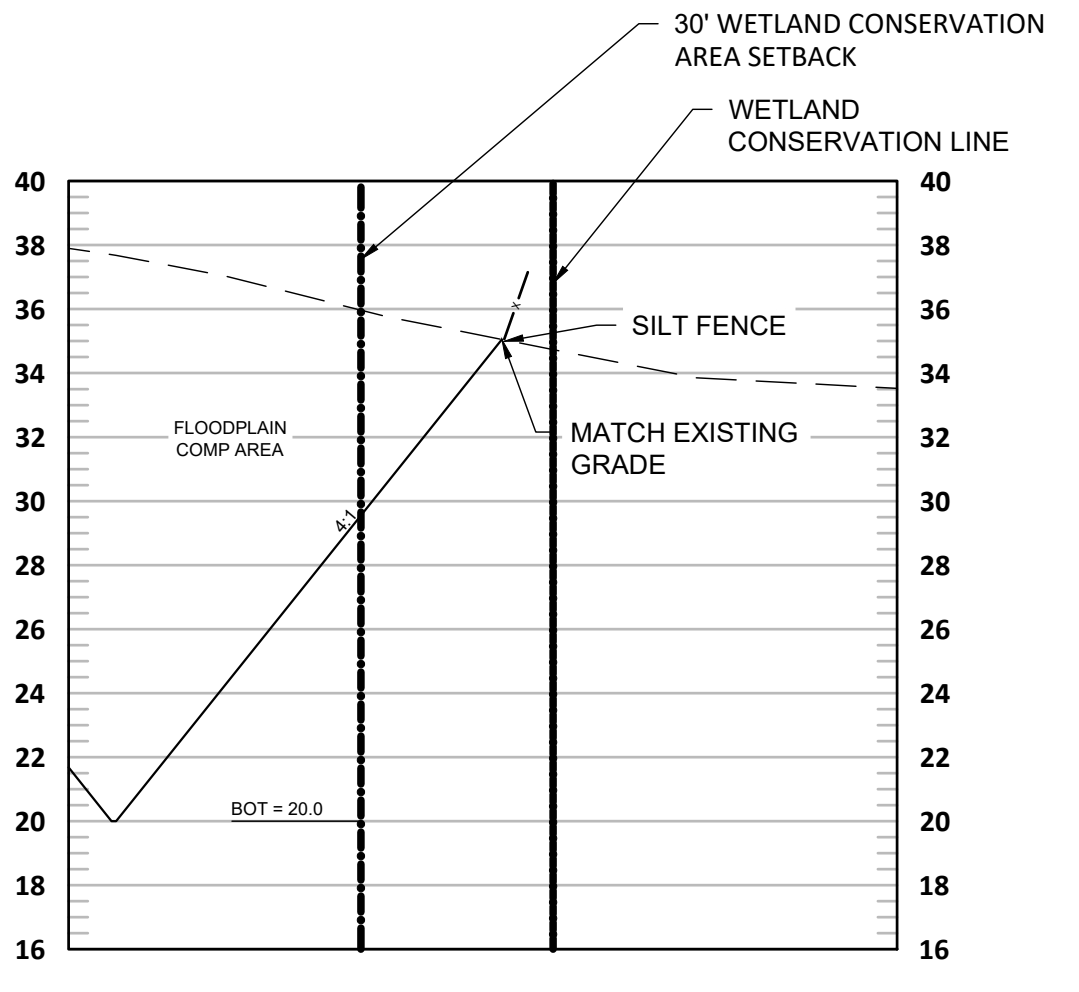 30' WETLAND CONSERVATION
AREA SETBACK
WETLAND
CONSERVATION LINE
40 40
38 38
36 36
x
SILT FENCE
34 34
MATCH EXISTING
GRADE
FLOODPLAIN
COMP AREA
32 32
30 30
4:1
28 28
26 26
24 24
22 22
BOT = 20.0
20 20
18 18
16 16